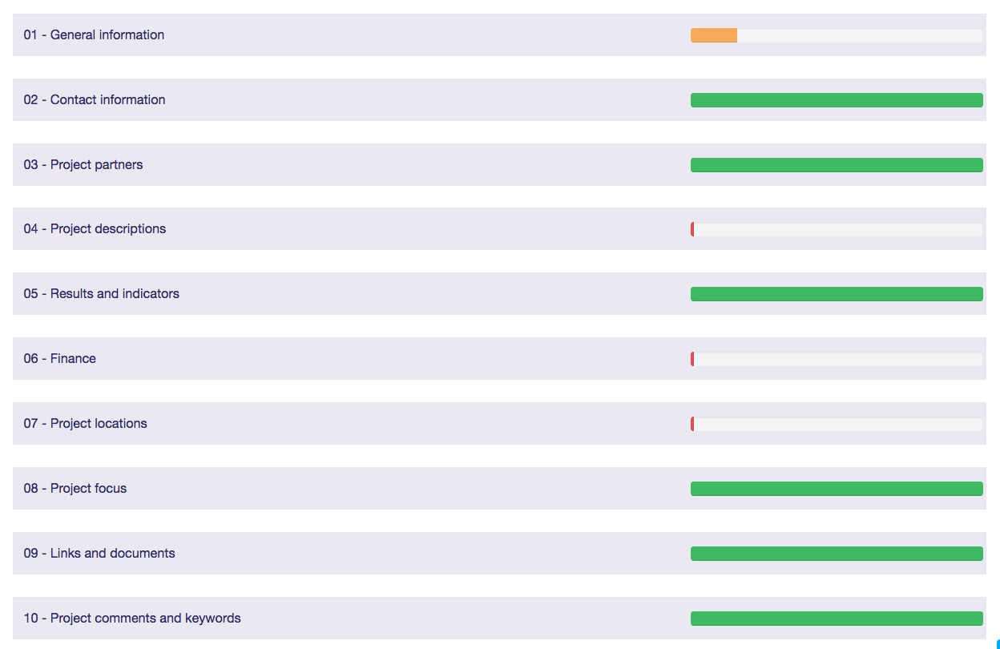 01 - General information
02 - Contact information
03 - Project partners
04 - Project descriptions
05 - Results and indicators
06 - Finance
07 - Project locations
08 - Project focus
09 - Links and documents
10 - Project comments and keywords